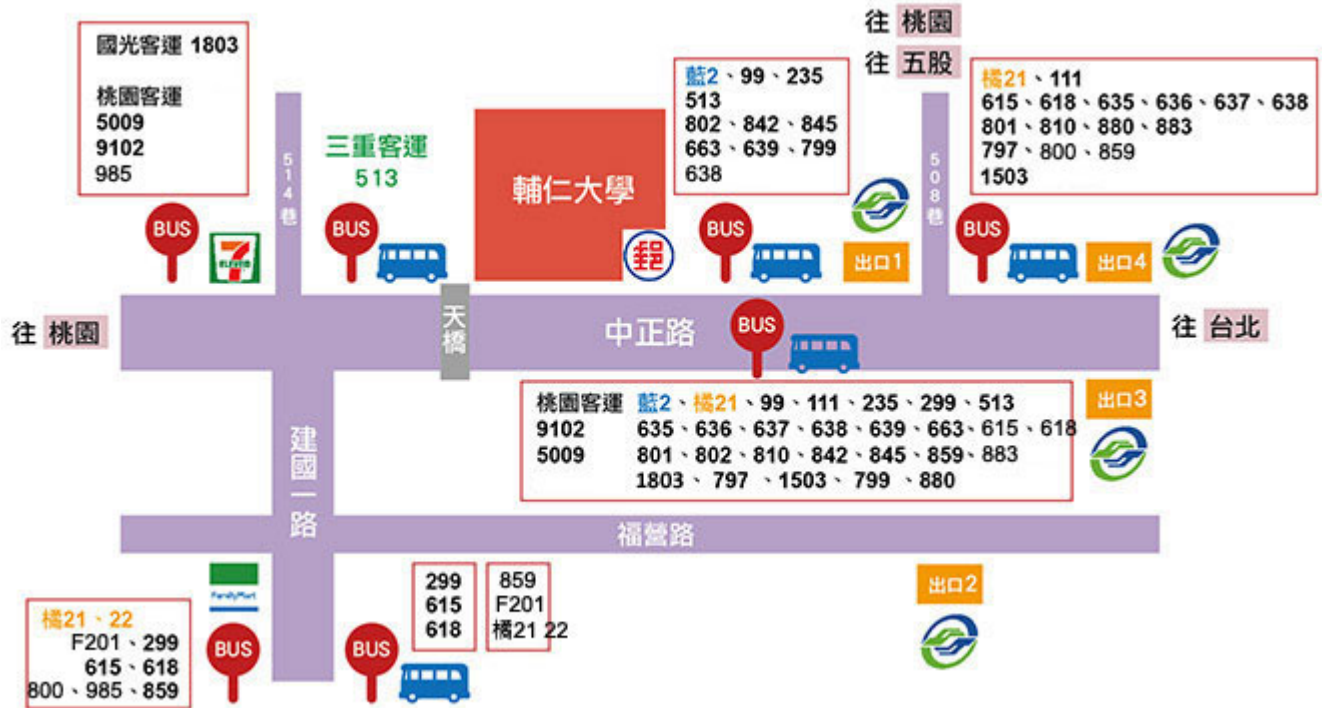 往 桃園
往 五股
國光客運 1803
桃園客運
5009
9102
985
514巷
三重客運
513
輔仁大學
郵
藍2、99、235
513
802、842、845
663、639、799
638
508巷
橘21、111
615、618、635、636、637、638
801、810、880、883
797、800、859
1503
BUS
7
ELEVEN
BUS
BUS
出口1
BUS
出口4
往 桃園
天橋
中正路
BUS
往 台北
桃園客運 藍2、橘21、99、111、235、299、513
9102 635、636、637、638、639、663、615、618
5009 801、802、810、842、845、859、883
1803、797、1503、799、880
出口3
建國一路
福營路
FamilyMart
橘21、22
F201、299
615、618
800、985、859
BUS
BUS
299
615
618
859
F201
橘21 22
出口2